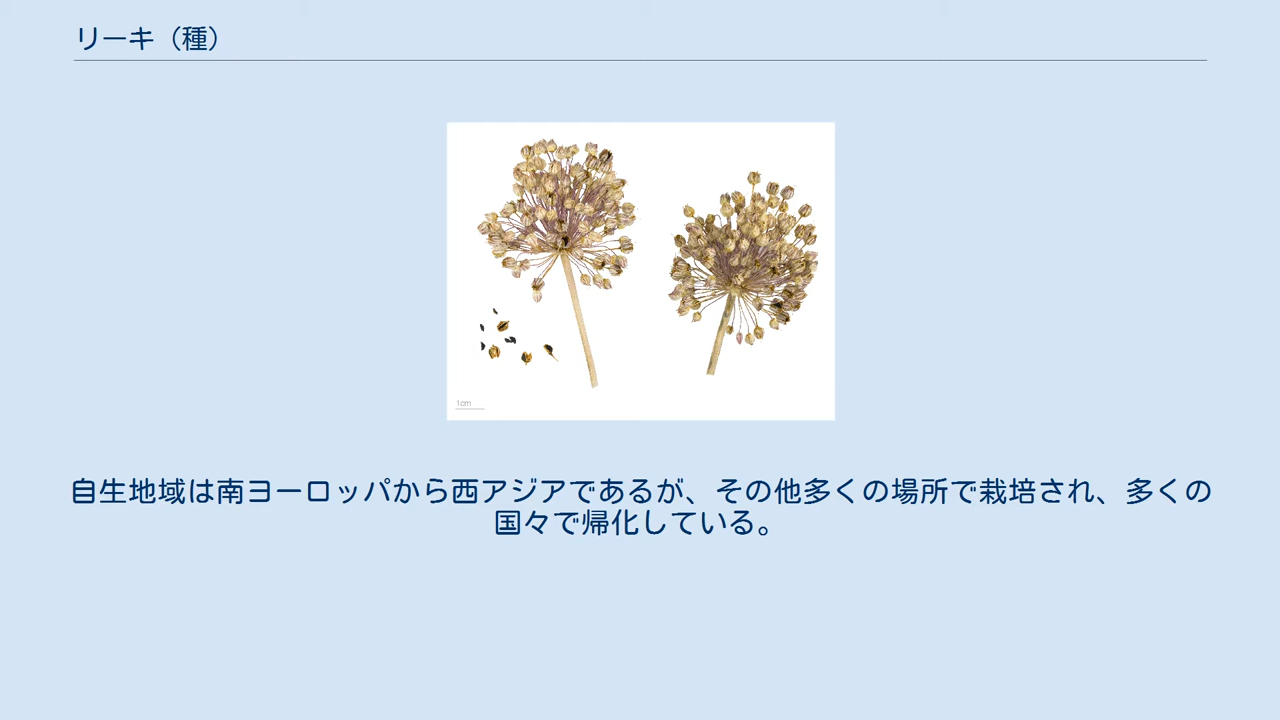 リーキ（種）
1cm
自生地域は南ヨーロッパから西アジアであるが、その他多くの場所で栽培され、多くの
国々で帰化している。